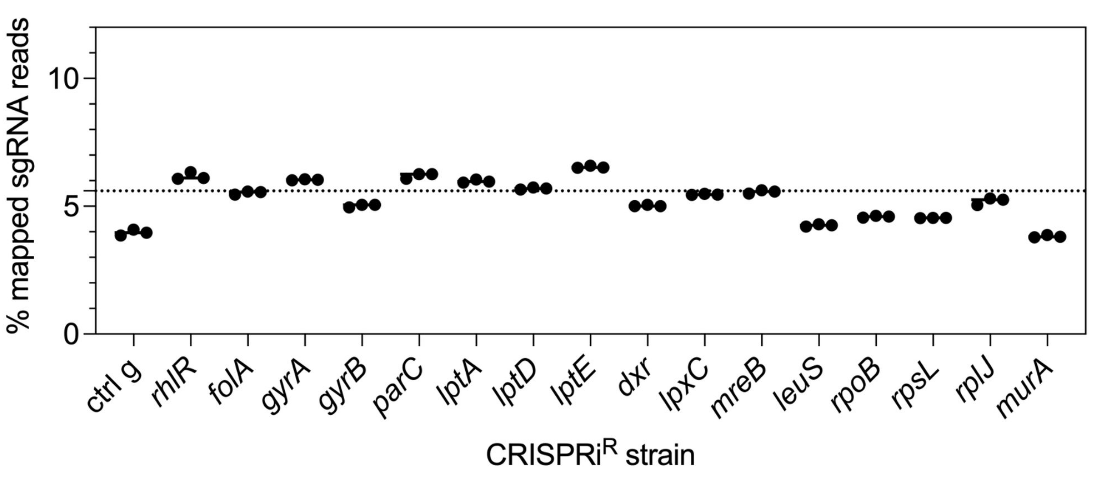 % mapped sgRNA reads
10
5
0
ctrl g
rhlR
folA
gyrA
gyrB
parC
lptA
lptD
lptE
dxr
lpxC
mreB
leuS
rpoB
rpsL
rplJ
murA
CRISPRiᴿ strain